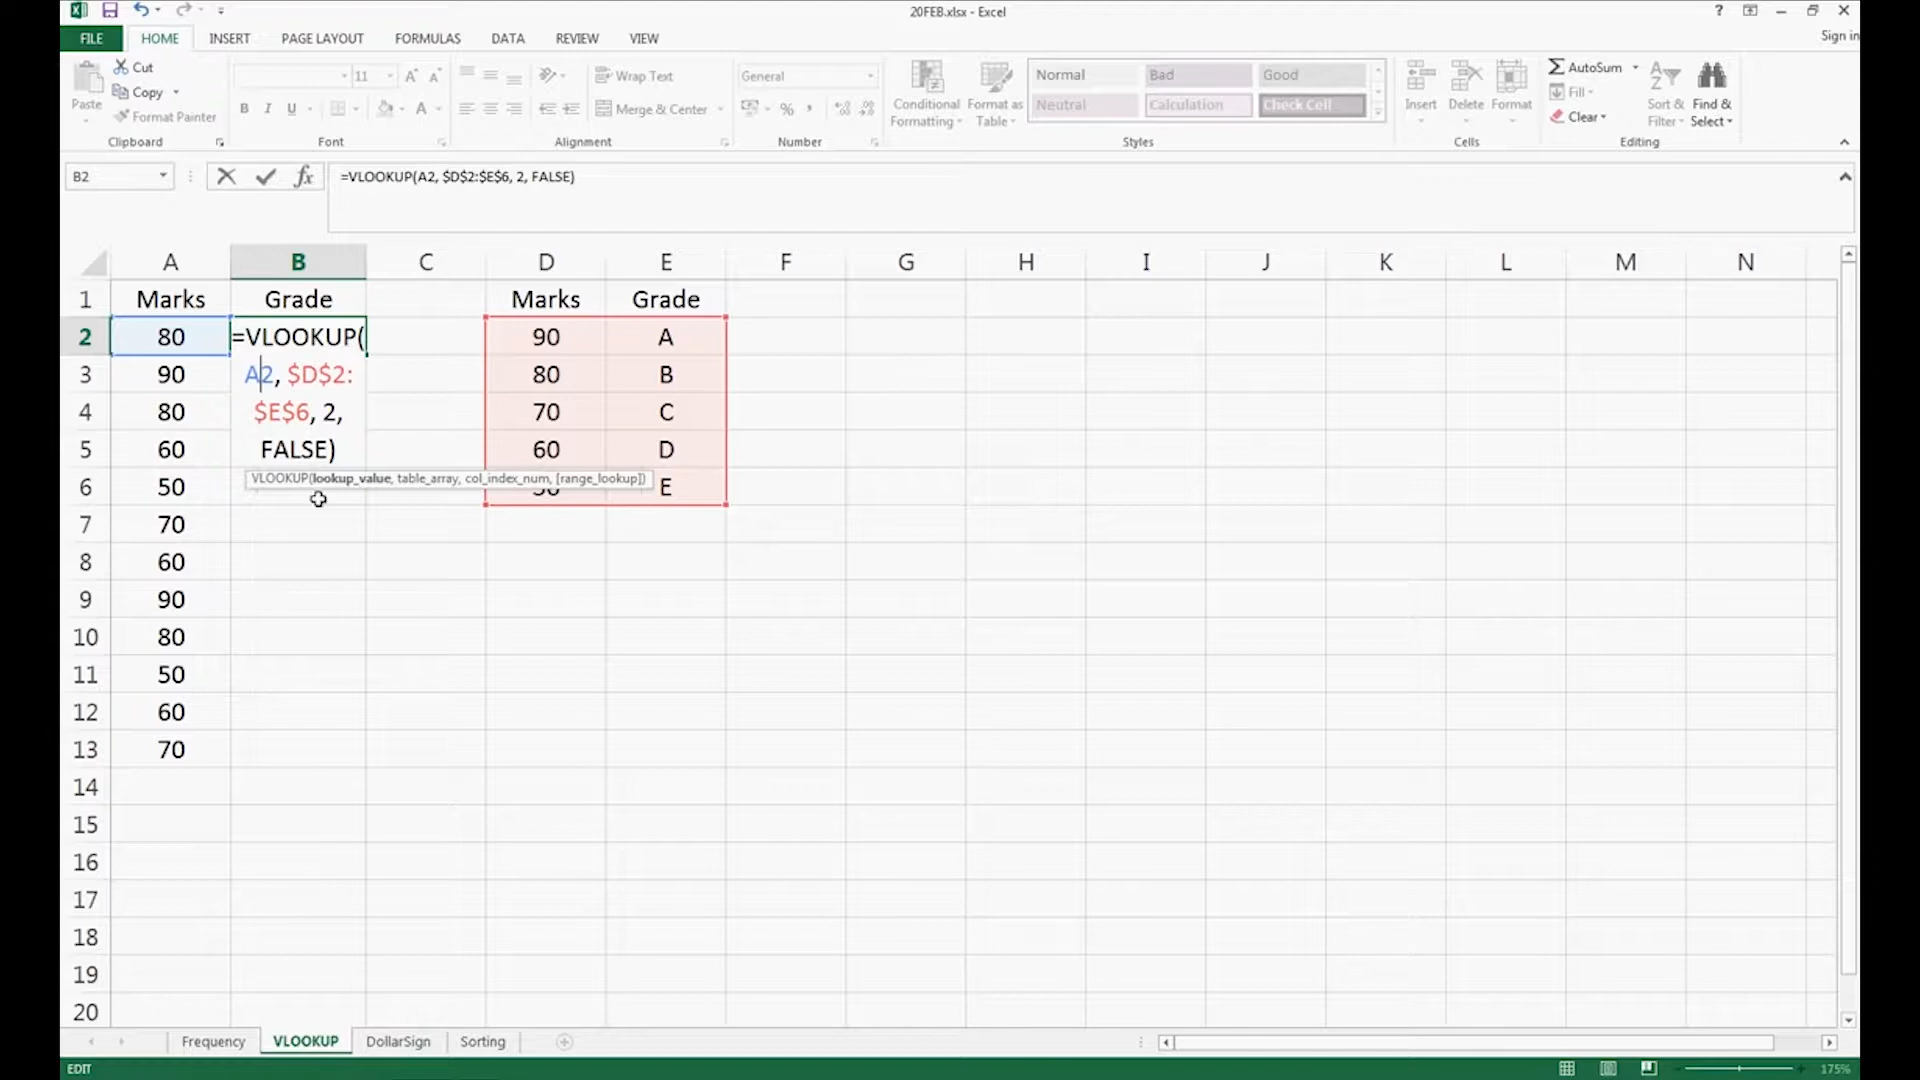 20FEB.xlsx - Excel
?
FILE HOME INSERT PAGE LAYOUT FORMULAS DATA REVIEW VIEW Sign in
Paste
Cut
Copy
Format Painter
Clipboard
11
B I U
Font
Wrap Text
Merge & Center
Alignment
General
%
Number
Conditional Formatting
Format as Table
Normal Bad Good
Neutral Calculation Check Cell
Styles
Insert Delete Format
Cells
AutoSum
Fill
Clear
Sort & Filter
Find & Select
Editing
B2 fx =VLOOKUP(A2, $D$2:$E$6, 2, FALSE)
A B C D E F G H I J K L M N
1 Marks Grade Marks Grade
2 80 =VLOOKUP( 90 A
3 90 A2, $D$2: 80 B
4 80 $E$6, 2, 70 C
5 60 FALSE) 60 D
VLOOKUP(lookup_value, table_array, col_index_num, [range_lookup])
6 50 E
7 70
8 60
9 90
10 80
11 50
12 60
13 70
14
15
16
17
18
19
20
Frequency VLOOKUP DollarSign Sorting
EDIT 175%